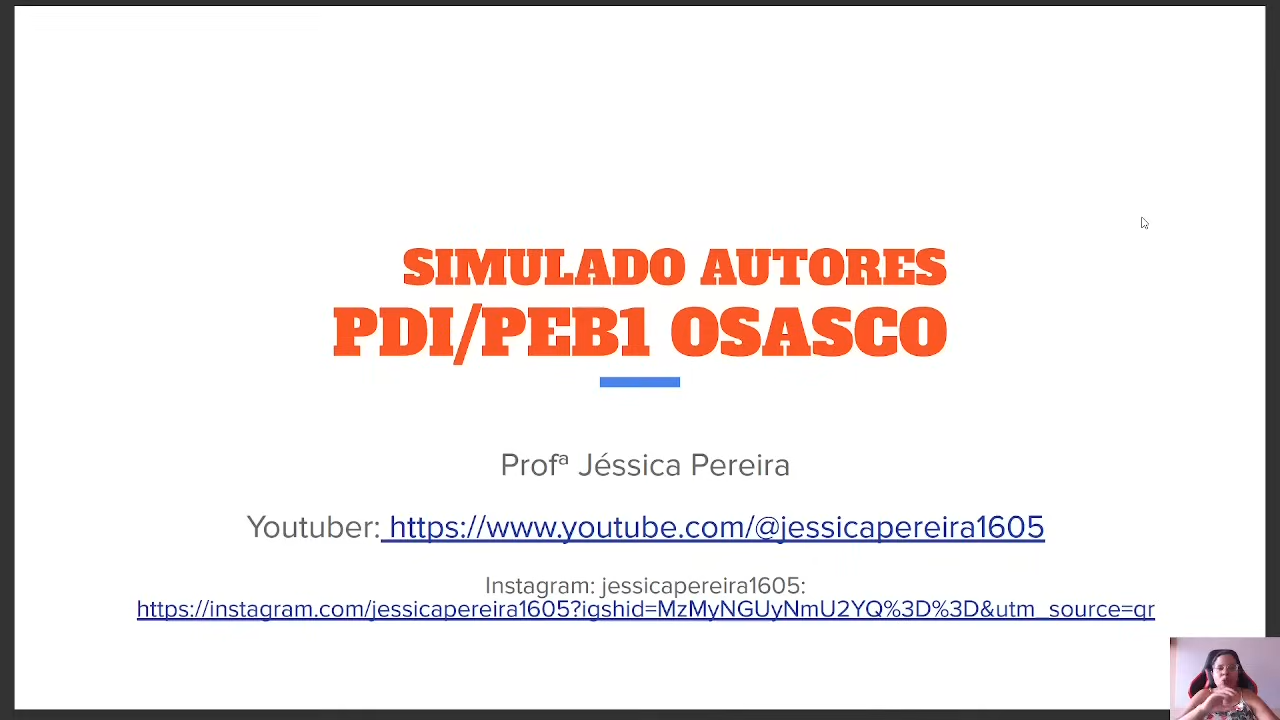 SIMULADO AUTORES
PDI/PEB1 OSASCO
Profª Jéssica Pereira
Youtuber: https://www.youtube.com/@jessicapereira1605
Instagram: jessicapereira1605:
https://instagram.com/jessicapereira1605?igshid=MzMyNGUyNmU2YQ%3D%3D&utm_source=qr